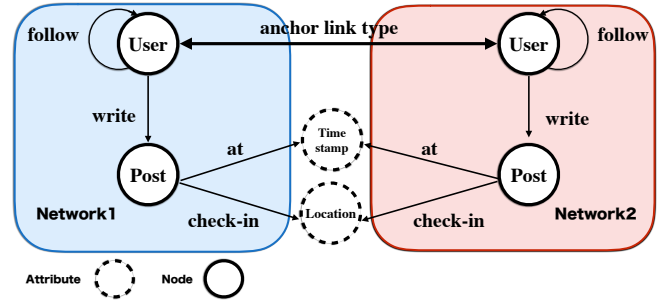 anchor link type
follow
User
User
follow
write
write
Time
stamp
at
at
Post
Post
Location
Network1
check-in
check-in
Network2
Attribute
Node